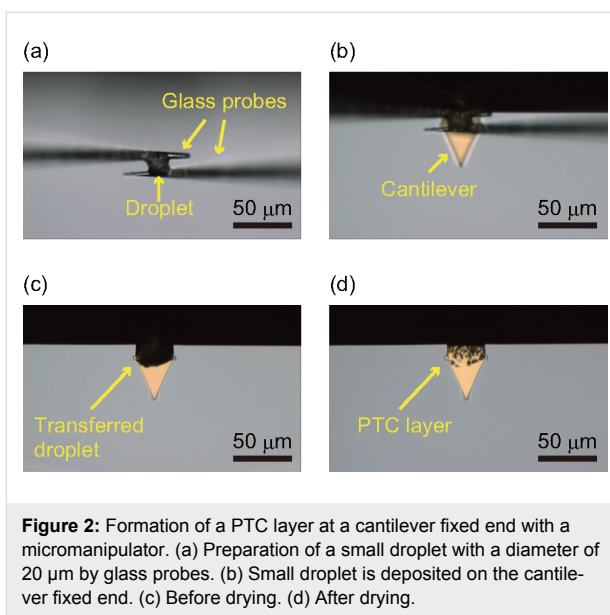 (a)
(b)
Glass probes
Droplet
50 μm
Cantilever
50 μm
(c)
(d)
Transferred
droplet
50 μm
PTC layer
50 μm
Figure 2: Formation of a PTC layer at a cantilever fixed end with a
micromanipulator. (a) Preparation of a small droplet with a diameter of
20 µm by glass probes. (b) Small droplet is deposited on the cantile-
ver fixed end. (c) Before drying. (d) After drying.